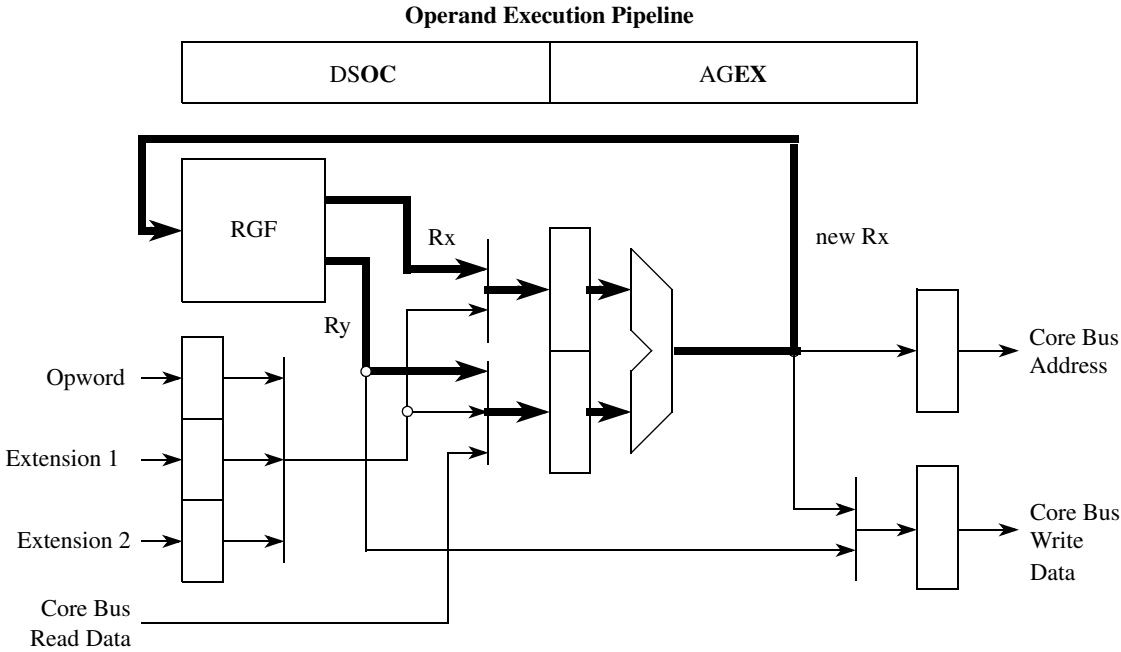 Operand Execution Pipeline
DSOC
AGEX
RGF
Rx
new Rx
Ry
Core Bus
Address
Opword
Extension 1
Extension 2
Core Bus
Write
Data
Core Bus
Read Data